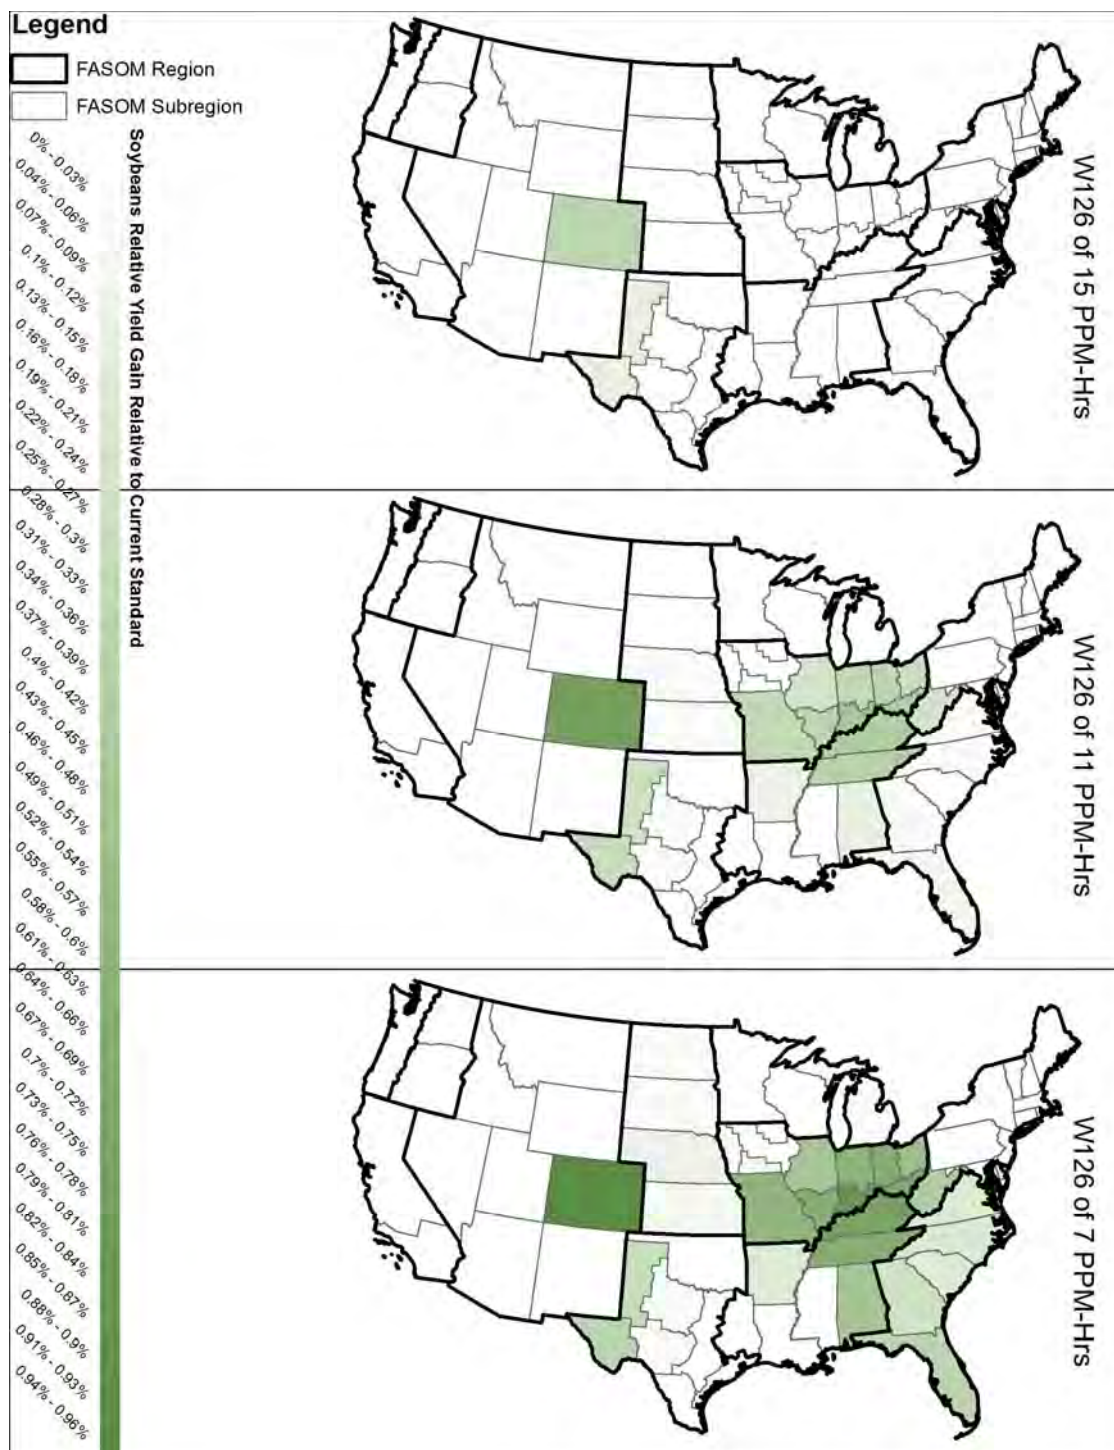 Legend
FASOM Region
FASOM Subregion
Soybeans Relative Yield Gain Relative to Current Standard
0% - 0.03%
0.04% - 0.06%
0.07% - 0.09%
0.1% - 0.12%
0.13% - 0.15%
0.16% - 0.18%
0.19% - 0.21%
0.22% - 0.24%
0.25% - 0.27%
0.28% - 0.3%
0.31% - 0.33%
0.34% - 0.36%
0.37% - 0.39%
0.4% - 0.42%
0.43% - 0.45%
0.46% - 0.48%
0.49% - 0.51%
0.52% - 0.54%
0.55% - 0.57%
0.58% - 0.6%
0.61% - 0.63%
0.64% - 0.66%
0.67% - 0.69%
0.7% - 0.72%
0.73% - 0.75%
0.76% - 0.78%
0.79% - 0.81%
0.82% - 0.84%
0.85% - 0.87%
0.88% - 0.9%
0.91% - 0.93%
0.94% - 0.96%
W126 of 15 PPM-Hrs
W126 of 11 PPM-Hrs
W126 of 7 PPM-Hrs